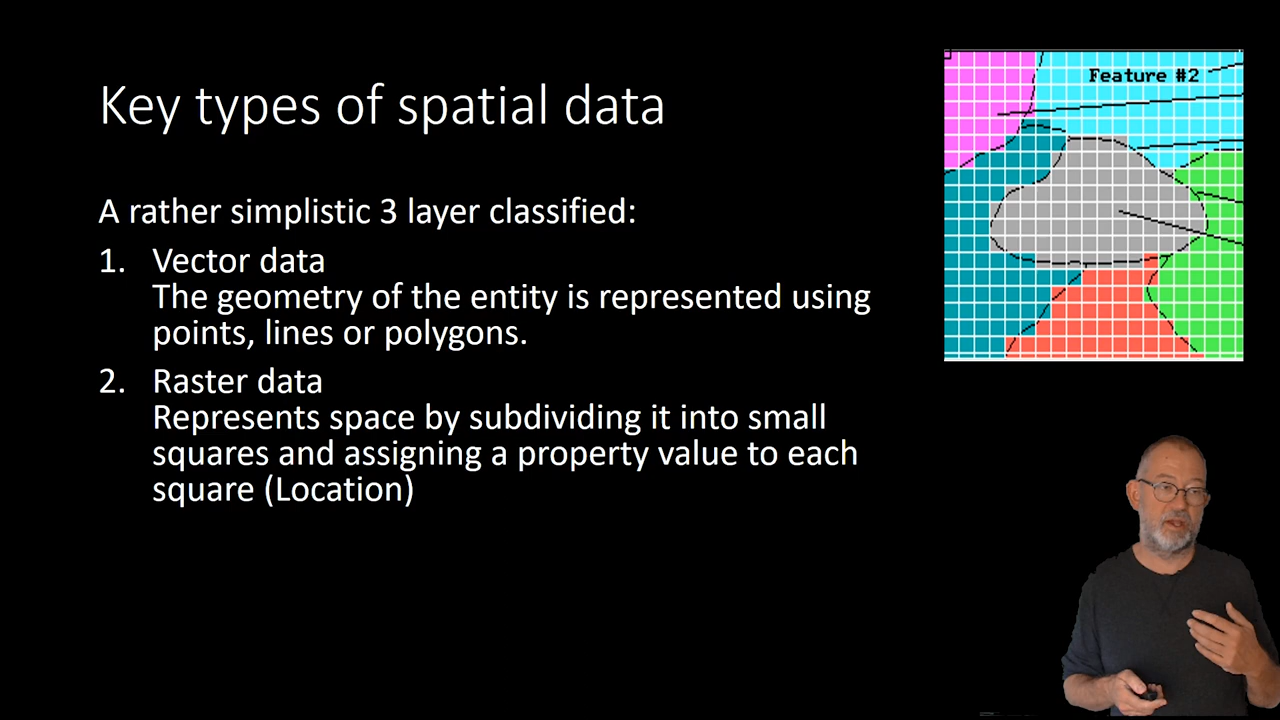 Key types of spatial data
A rather simplistic 3 layer classified:
1. Vector data
The geometry of the entity is represented using
points, lines or polygons.
2. Raster data
Represents space by subdividing it into small
squares and assigning a property value to each
square (Location)
Feature #2